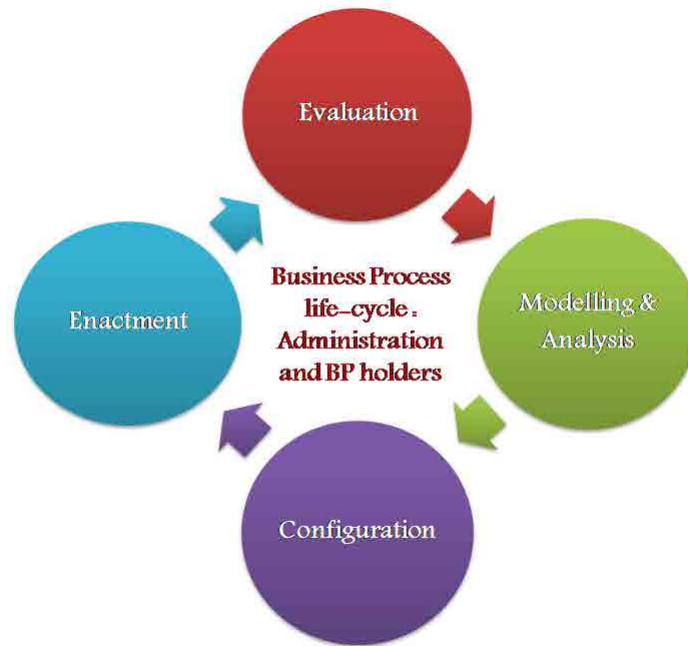 Evaluation
Business Process
life-cycle :
Administration
and BP holders
Enactment
Modelling &
Analysis
Configuration